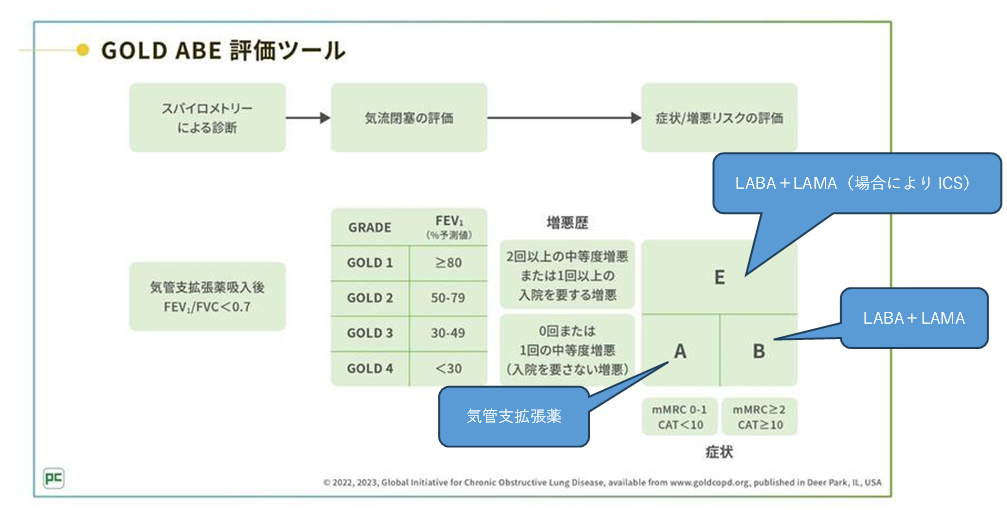 GOLD ABE 評価ツール
スパイロメトリー
による診断
気流閉塞の評価
症状/増悪リスクの評価
LABA＋LAMA（場合により ICS）
気管支拡張薬吸入後
FEV₁/FVC＜0.7
GRADE
FEV₁
（%予測値）
GOLD 1
≥80
GOLD 2
50-79
GOLD 3
30-49
GOLD 4
＜30
増悪歴
2回以上の中等度増悪
または1回以上の
入院を要する増悪
0回または
1回の中等度増悪
（入院を要さない増悪）
E
A
B
LABA＋LAMA
気管支拡張薬
mMRC 0-1
CAT＜10
mMRC≥2
CAT≥10
症状
pc
© 2022, 2023, Global Initiative for Chronic Obstructive Lung Disease, available from www.goldcopd.org, published in Deer Park, IL, USA